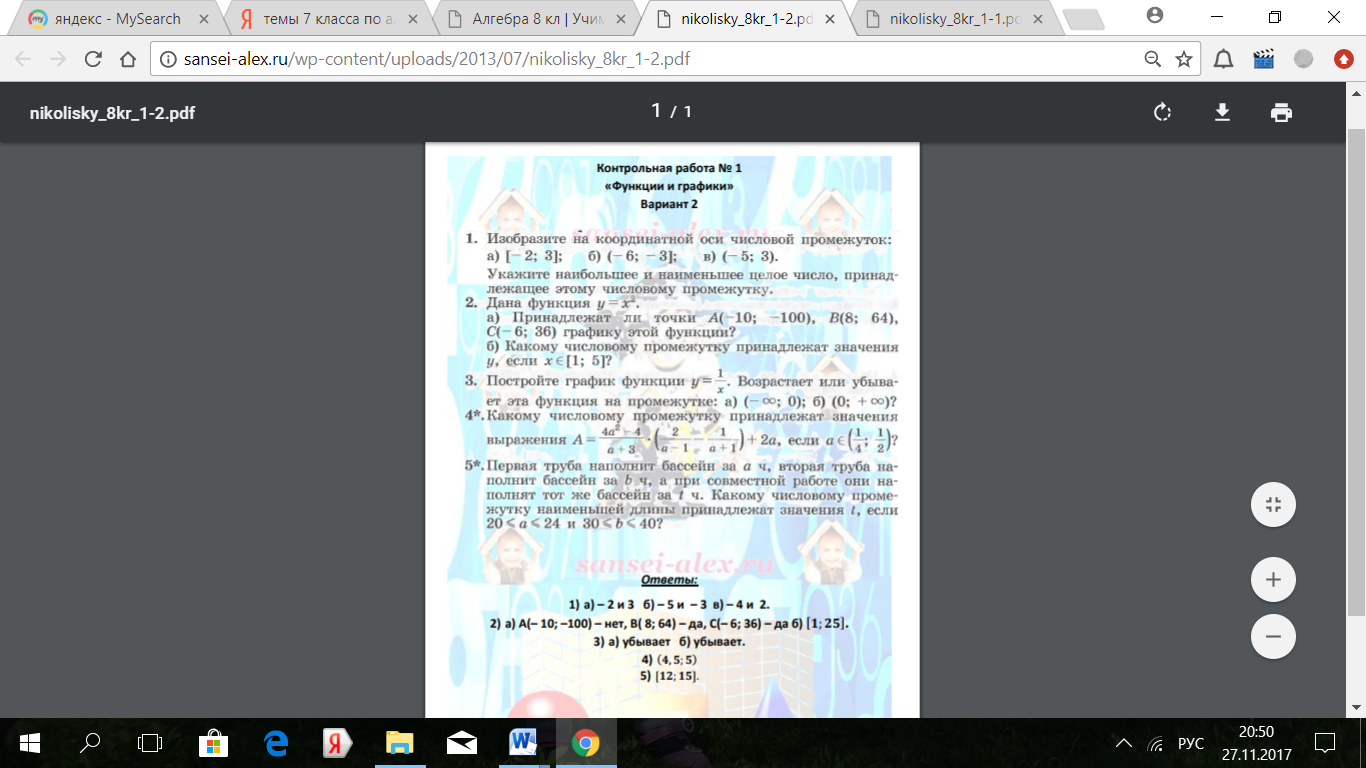 яндекс - MySearch
темы 7 класса по ал
Алгебра 8 кл | Учим
nikolisky_8kr_1-2.pd
nikolisky_8kr_1-1.pd
sansei-alex.ru/wp-content/uploads/2013/07/nikolisky_8kr_1-2.pdf
nikolisky_8kr_1-2.pdf
1 / 1
Контрольная работа № 1
«Функции и графики»
Вариант 2
sansei-alex.ru
1. Изобразите на координатной оси числовой промежуток:
а) [−2; 3]; б) (−6; −3]; в) (−5; 3).
Укажите наибольшее и наименьшее целое число, принад-
лежащее этому числовому промежутку.
2. Дана функция y = x².
а) Принадлежат ли точки A(−10; −100), B(8; 64),
C(−6; 36) графику этой функции?
б) Какому числовому промежутку принадлежат значения
y, если x ∈ [1; 5]?
3. Постройте график функции y = 1/x. Возрастает или убыва-
ет эта функция на промежутке: а) (−∞; 0); б) (0; +∞)?
4*. Какому числовому промежутку принадлежат значения
выражения A = (4a² − 4)/(a + 3) · (2/(a − 1) − 1/(a + 1)) + 2a, если a ∈ (1/4; 1/2)?
5*. Первая труба наполнит бассейн за a ч, вторая труба на-
полнит бассейн за b ч, а при совместной работе они на-
полнят тот же бассейн за t ч. Какому числовому проме-
жутку наименьшей длины принадлежат значения t, если
20 ⩽ a ⩽ 24 и 30 ⩽ b ⩽ 40?
sansei-alex.ru
Ответы:
1) а) – 2 и 3 б) – 5 и – 3 в) – 4 и 2.
2) а) А(– 10; –100) – нет, В( 8; 64) – да, С(– 6; 36) – да б) [1; 25].
3) а) убывает б) убывает.
4) (4, 5; 5)
5) [12; 15].
РУС
20:50
27.11.2017